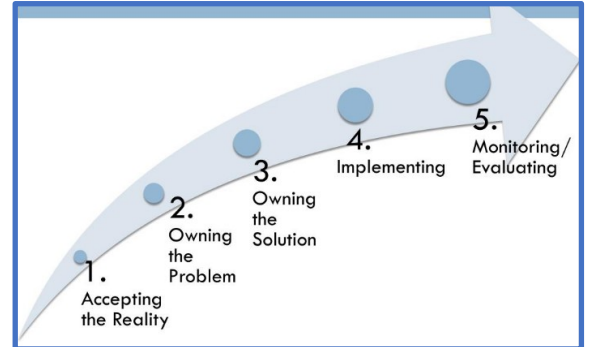 1.
Accepting
the Reality
2.
Owning
the
Problem
3.
Owning
the
Solution
4.
Implementing
5.
Monitoring/
Evaluating